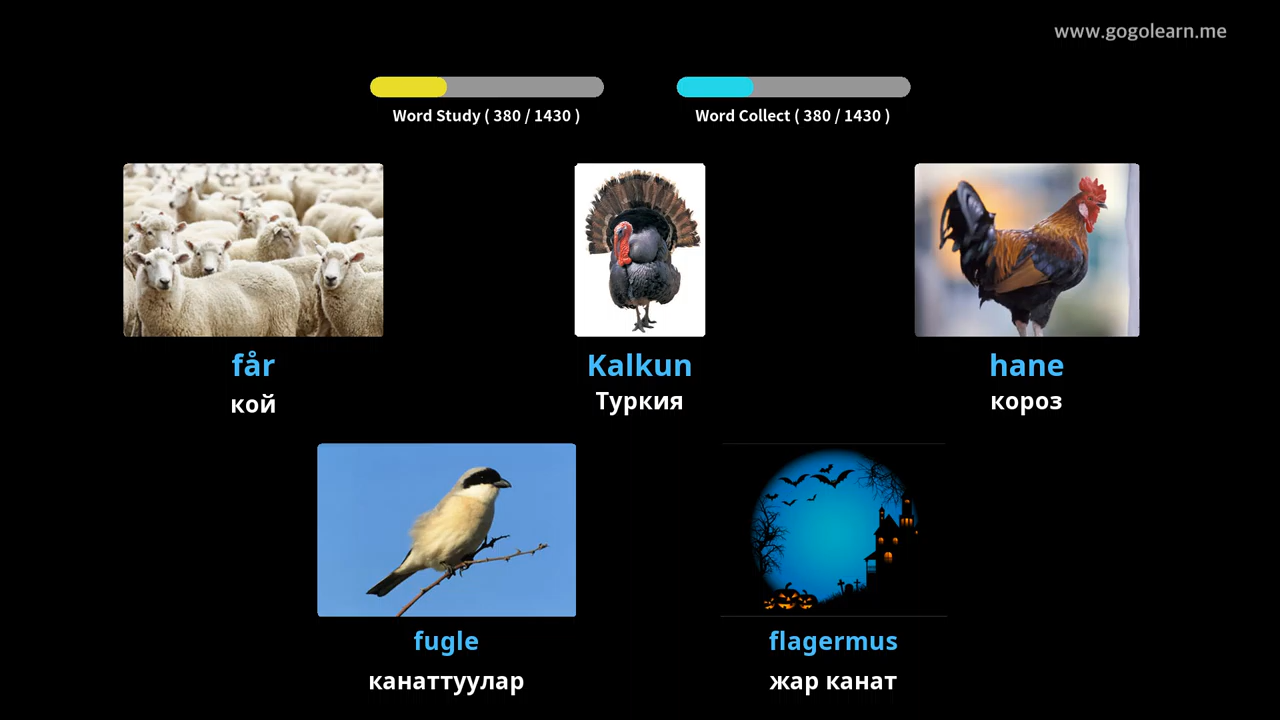 www.gogolearn.me
Word Study ( 380 / 1430 )
Word Collect ( 380 / 1430 )
får
Kalkun
hane
кой
Туркия
короз
fugle
flagermus
канаттуулар
жар канат